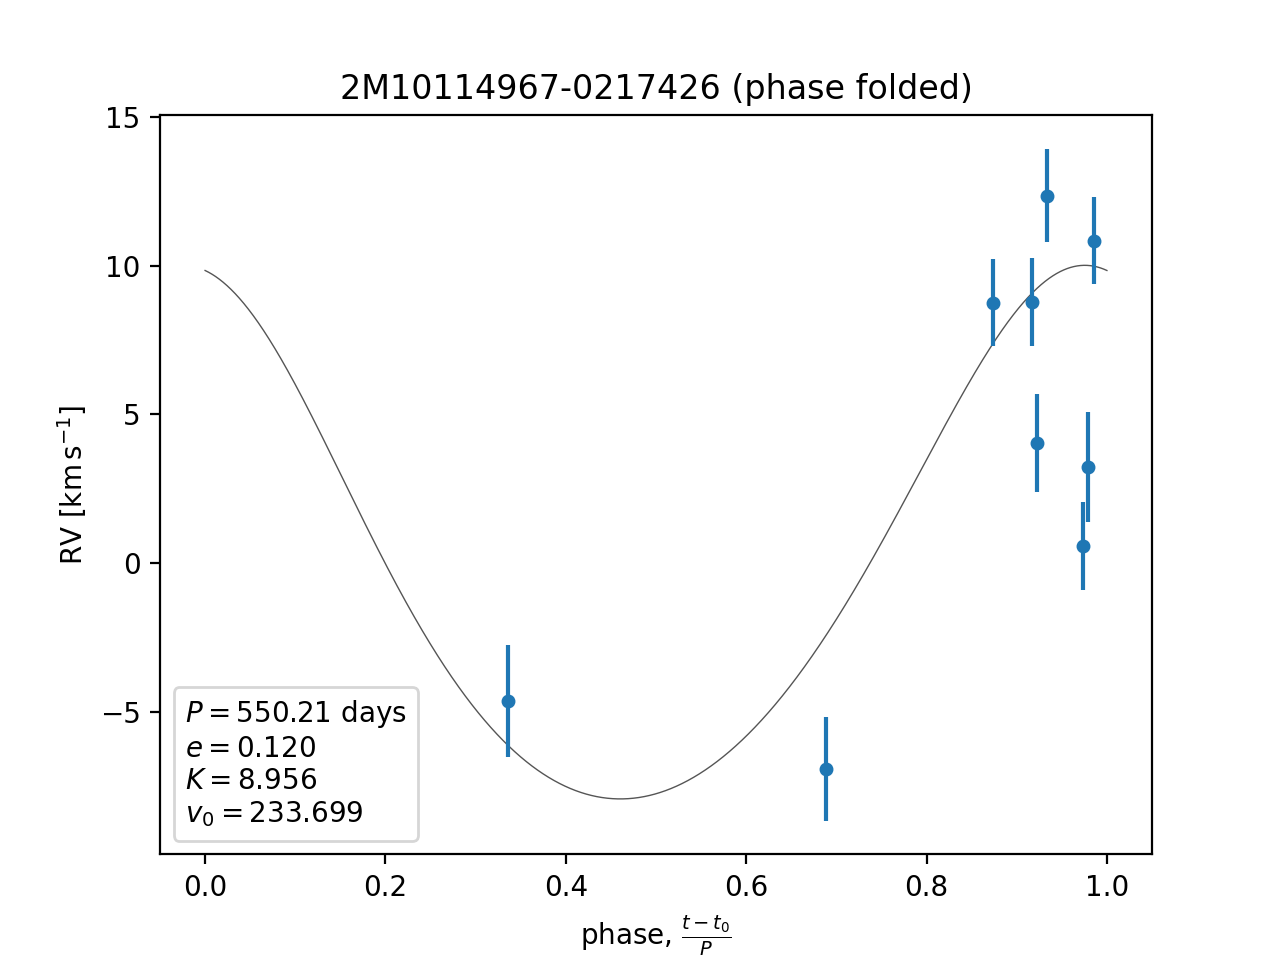 2M10114967-0217426 (phase folded)
15
10
5
0
−5
RV [km s⁻¹]
P = 550.21 days
e = 0.120
K = 8.956
v₀ = 233.699
0.0 0.2 0.4 0.6 0.8 1.0
phase, (t − t₀)/P